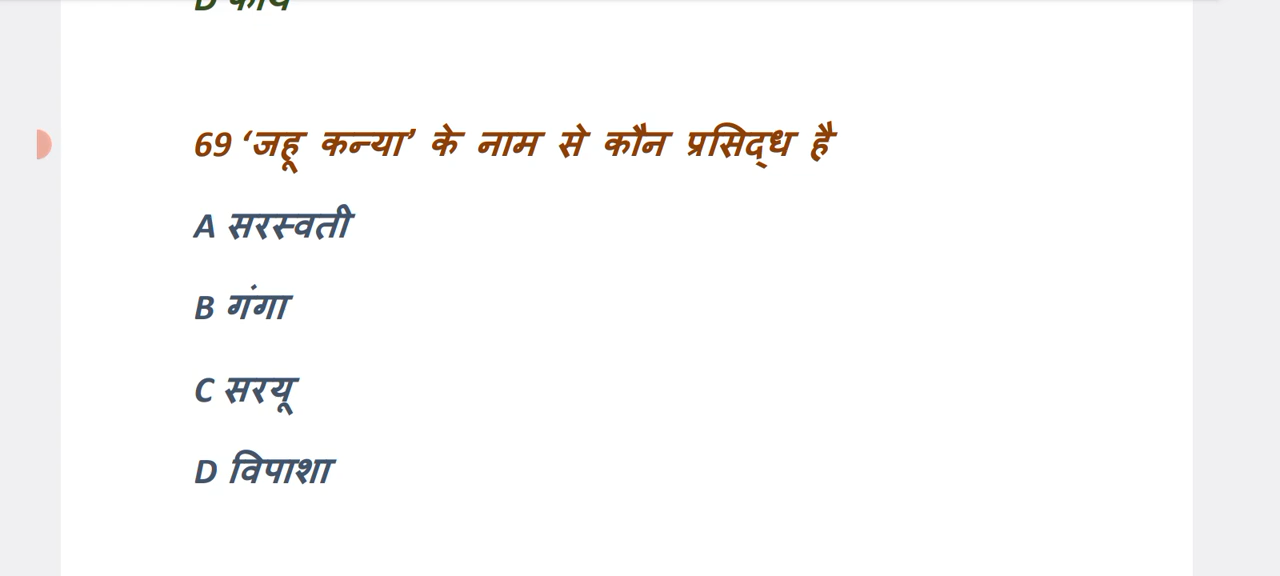 69 ‘जहू कन्या’ के नाम से कौन प्रसिद्ध है
A सरस्वती
B गंगा
C सरयू
D विपाशा